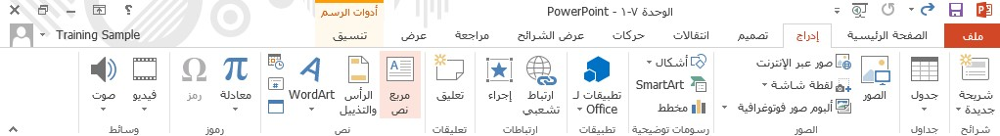 الوحدة ٧-١ - PowerPoint
أدوات الرسم
ملف
الصفحة الرئيسية
إدراج
تصميم
انتقالات
حركات
عرض الشرائح
مراجعة
عرض
تنسيق
Training Sample
شريحة جديدة
شرائح
جدول
جداول
الصور
صور عبر الإنترنت
لقطة شاشة
ألبوم صور فوتوغرافية
الصور
أشكال
SmartArt
مخطط
رسومات توضيحية
تطبيقات لـ Office
تطبيقات
ارتباط تشعبي
إجراء
ارتباطات
تعليق
تعليقات
مربع نص
الرأس والتذييل
WordArt
نص
معادلة
رمز
رموز
فيديو
صوت
وسائط